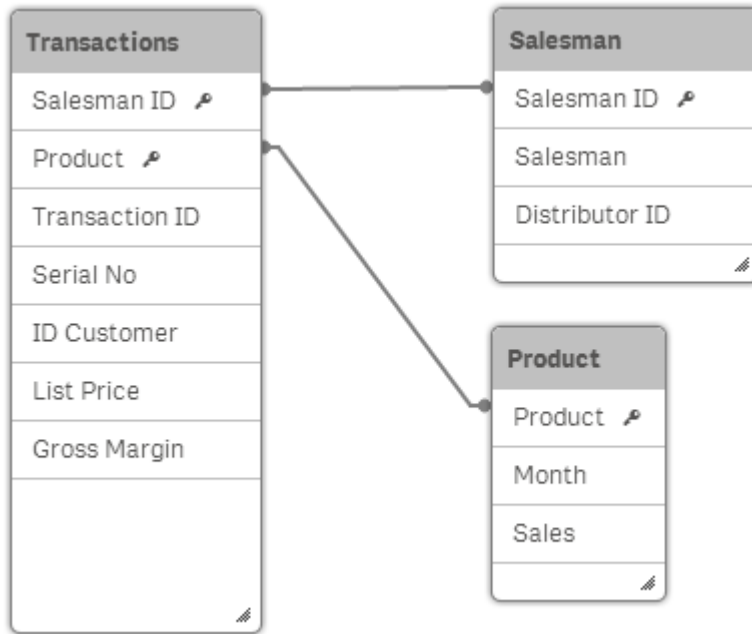 Transactions
Salesman ID
Product
Transaction ID
Serial No
ID Customer
List Price
Gross Margin
Salesman
Salesman ID
Salesman
Distributor ID
Product
Product
Month
Sales